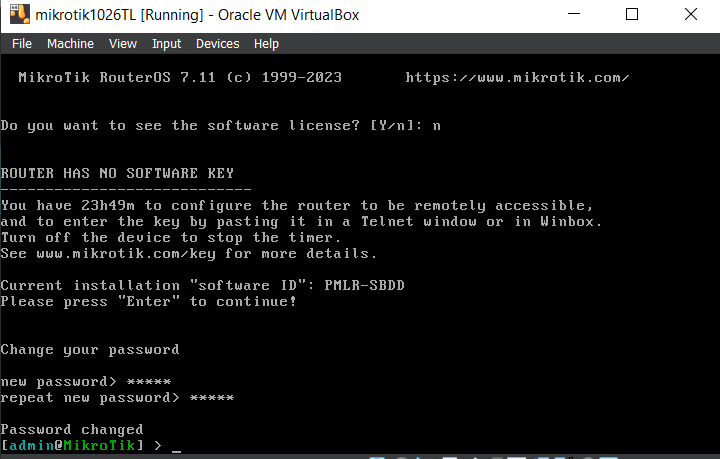 mikrotik1026TL [Running] - Oracle VM VirtualBox
File Machine View Input Devices Help
MikroTik RouterOS 7.11 (c) 1999-2023 https://www.mikrotik.com/
Do you want to see the software license? [Y/n]: n
ROUTER HAS NO SOFTWARE KEY
----------------------------
You have 23h49m to configure the router to be remotely accessible,
and to enter the key by pasting it in a Telnet window or in Winbox.
Turn off the device to stop the timer.
See www.mikrotik.com/key for more details.
Current installation "software ID": PMLR-SBDD
Please press "Enter" to continue!
Change your password
new password> *****
repeat new password> *****
Password changed
[admin@MikroTik] > _